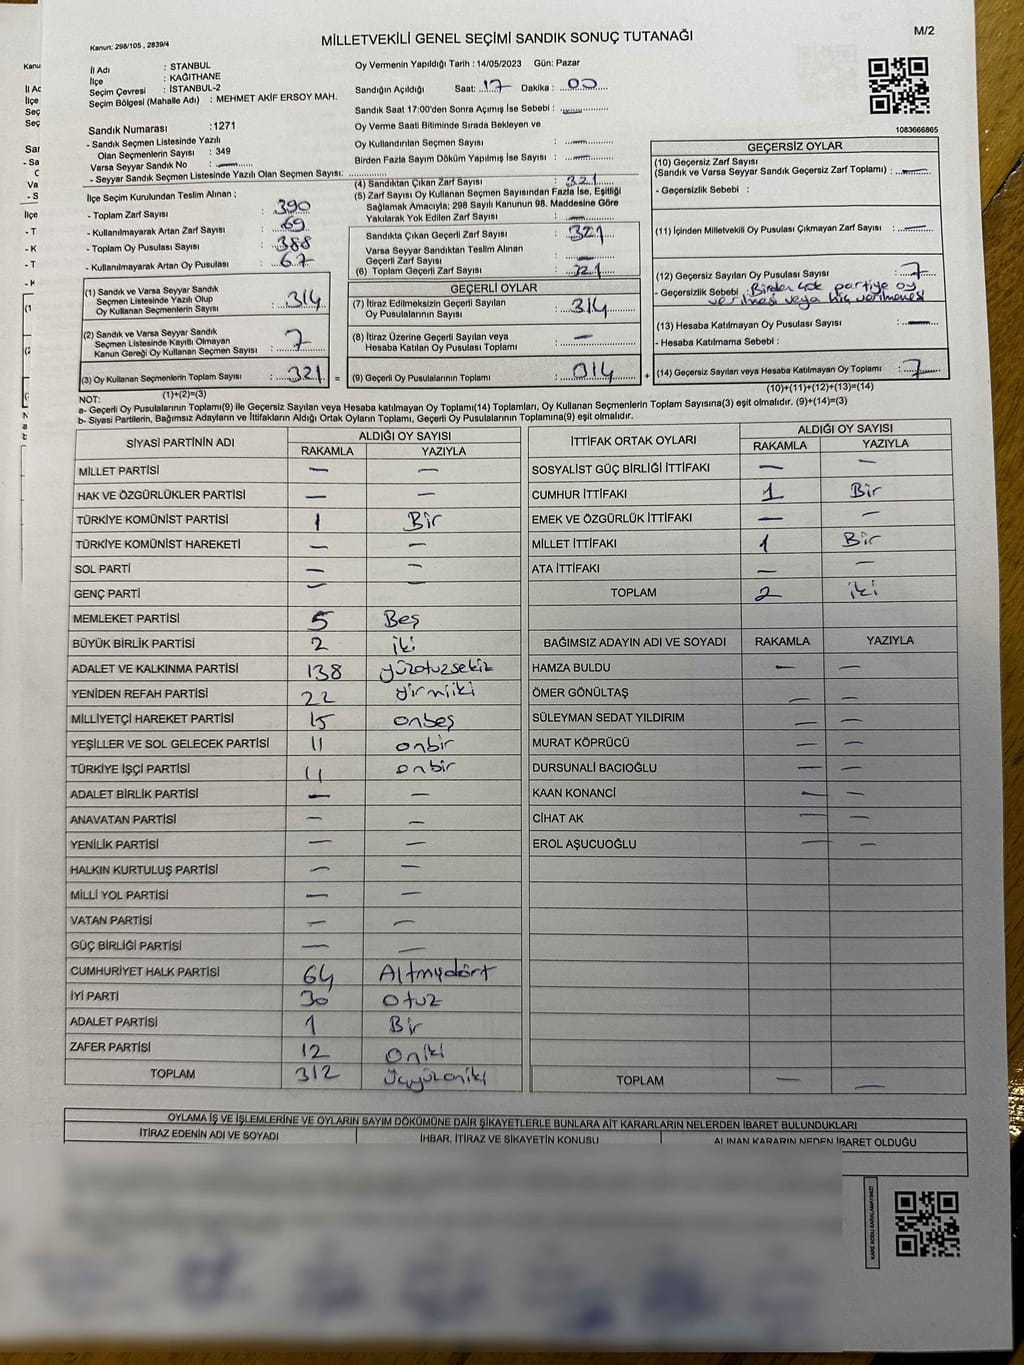 Kanun; 298/105 , 2839/4
MİLLETVEKİLİ GENEL SEÇİMİ SANDIK SONUÇ TUTANAĞI
M/2
İl Adı : STANBUL
İlçe : KAĞITHANE
Seçim Çevresi : İSTANBUL-2
Seçim Bölgesi (Mahalle Adı) : MEHMET AKİF ERSOY MAH.
Oy Vermenin Yapıldığı Tarih : 14/05/2023 Gün: Pazar
Sandığın Açıldığı Saat: 17 Dakika : 00
Sandık Saat 17:00'den Sonra Açılmış İse Sebebi : —
Oy Verme Saati Bitiminde Sırada Bekleyen ve
Oy Kullandırılan Seçmen Sayısı : —
Birden Fazla Sayım Döküm Yapılmış İse Sayısı : —
1083666865
Sandık Numarası :1271
- Sandık Seçmen Listesinde Yazılı
Olan Seçmenlerin Sayısı : 349
Varsa Seyyar Sandık No : —
- Seyyar Sandık Seçmen Listesinde Yazılı Olan Seçmen Sayısı:
İlçe Seçim Kurulundan Teslim Alınan ;
- Toplam Zarf Sayısı : 390
- Kullanılmayarak Artan Zarf Sayısı : 69
- Toplam Oy Pusulası Sayısı : 388
- Kullanılmayarak Artan Oy Pusulası : 67
(1) Sandık ve Varsa Seyyar Sandık
Seçmen Listesinde Yazılı Olup
Oy Kullanan Seçmenlerin Sayısı : 314
(2) Sandık ve Varsa Seyyar Sandık
Seçmen Listesinde Kayıtlı Olmayan
Kanun Gereği Oy Kullanan Seçmen Sayısı : 7
(3) Oy Kullanan Seçmenlerin Toplam Sayısı : 321 =
(1)+(2)=(3)
(4) Sandıktan Çıkan Zarf Sayısı : 321
(5) Zarf Sayısı Oy Kullanan Seçmen Sayısından Fazla İse, Eşitliği
Sağlamak Amacıyla; 298 Sayılı Kanunun 98. Maddesine Göre
Yakılarak Yok Edilen Zarf Sayısı : —
Sandıkta Çıkan Geçerli Zarf Sayısı : 321
Varsa Seyyar Sandıktan Teslim Alınan
Geçerli Zarf Sayısı : —
(6) Toplam Geçerli Zarf Sayısı : 321
GEÇERLİ OYLAR
(7) İtiraz Edilmeksizin Geçerli Sayılan
Oy Pusulasının Sayısı : 314
(8) İtiraz Üzerine Geçerli Sayılan veya
Hesaba Katılan Oy Pusulası Toplamı : —
(9) Geçerli Oy Pusulalarının Toplamı : 314 +
GEÇERSİZ OYLAR
(10) Geçersiz Zarf Sayısı
(Sandık ve Varsa Seyyar Sandık Geçersiz Zarf Toplamı) : —
- Geçersizlik Sebebi :
(11) İçinden Milletvekili Oy Pusulası Çıkmayan Zarf Sayısı : —
(12) Geçersiz Sayılan Oy Pusulası Sayısı : 7
- Geçersizlik Sebebi : Birden çok partiye oy
verilmesi veya hiç verilmemesi
(13) Hesaba Katılmayan Oy Pusulası Sayısı : —
- Hesaba Katılmama Sebebi :
(14) Geçersiz Sayılan veya Hesaba Katılmayan Oy Toplamı : 7
(10)+(11)+(12)+(13)=(14)
NOT:
a- Geçerli Oy Pusulalarının Toplamı(9) ile Geçersiz Sayılan veya Hesaba katılmayan Oy Toplamı(14) Toplamları, Oy Kullanan Seçmenlerin Toplam Sayısına(3) eşit olmalıdır. (9)+(14)=(3)
b- Siyasi Partilerin, Bağımsız Adayların ve İttifakların Aldığı Ortak Oyların Toplamı, Geçerli Oy Pusulalarının Toplamına(9) eşit olmalıdır.
SİYASİ PARTİNİN ADI ALDIĞI OY SAYISI
RAKAMLA YAZIYLA
MİLLET PARTİSİ — —
HAK VE ÖZGÜRLÜKLER PARTİSİ — —
TÜRKİYE KOMÜNİST PARTİSİ 1 Bir
TÜRKİYE KOMÜNİST HAREKETİ — —
SOL PARTİ — —
GENÇ PARTİ — —
MEMLEKET PARTİSİ 5 Beş
BÜYÜK BİRLİK PARTİSİ 2 iki
ADALET VE KALKINMA PARTİSİ 138 yüzotuzsekiz
YENİDEN REFAH PARTİSİ 22 yirmiiki
MİLLİYETÇİ HAREKET PARTİSİ 15 onbeş
YEŞİLLER VE SOL GELECEK PARTİSİ 11 onbir
TÜRKİYE İŞÇİ PARTİSİ 11 onbir
ADALET BİRLİK PARTİSİ — —
ANAVATAN PARTİSİ — —
YENİLİK PARTİSİ — —
HALKIN KURTULUŞ PARTİSİ — —
MİLLİ YOL PARTİSİ — —
VATAN PARTİSİ — —
GÜÇ BİRLİĞİ PARTİSİ — —
CUMHURİYET HALK PARTİSİ 64 Altmışdört
İYİ PARTİ 30 otuz
ADALET PARTİSİ 1 Bir
ZAFER PARTİSİ 12 oniki
TOPLAM 312 üçyüzoniki
İTTİFAK ORTAK OYLARI ALDIĞI OY SAYISI
RAKAMLA YAZIYLA
SOSYALİST GÜÇ BİRLİĞİ İTTİFAKI — —
CUMHUR İTTİFAKI 1 Bir
EMEK VE ÖZGÜRLÜK İTTİFAKI — —
MİLLET İTTİFAKI 1 Bir
ATA İTTİFAKI — —
TOPLAM 2 iki
BAĞIMSIZ ADAYIN ADI VE SOYADI RAKAMLA YAZIYLA
HAMZA BULDU — —
ÖMER GÖNÜLTAŞ — —
SÜLEYMAN SEDAT YILDIRIM — —
MURAT KÖPRÜCÜ — —
DURSUNALİ BACIOĞLU — —
KAAN KONANCİ — —
CİHAT AK — —
EROL AŞUCUOĞLU — —
TOPLAM — —
OYLAMA İŞ VE İŞLEMLERİNE VE OYLARIN SAYIM DÖKÜMÜNE DAİR ŞİKAYETLERLE BUNLARA AİT KARARLARIN NELERDEN İBARET BULUNDUKLARI
İTİRAZ EDENİN ADI VE SOYADI İHBAR, İTİRAZ VE ŞİKAYETİN KONUSU ALINAN KARARIN NEDEN İBARET OLDUĞU
KARE KODU KARALAMAYINIZ!